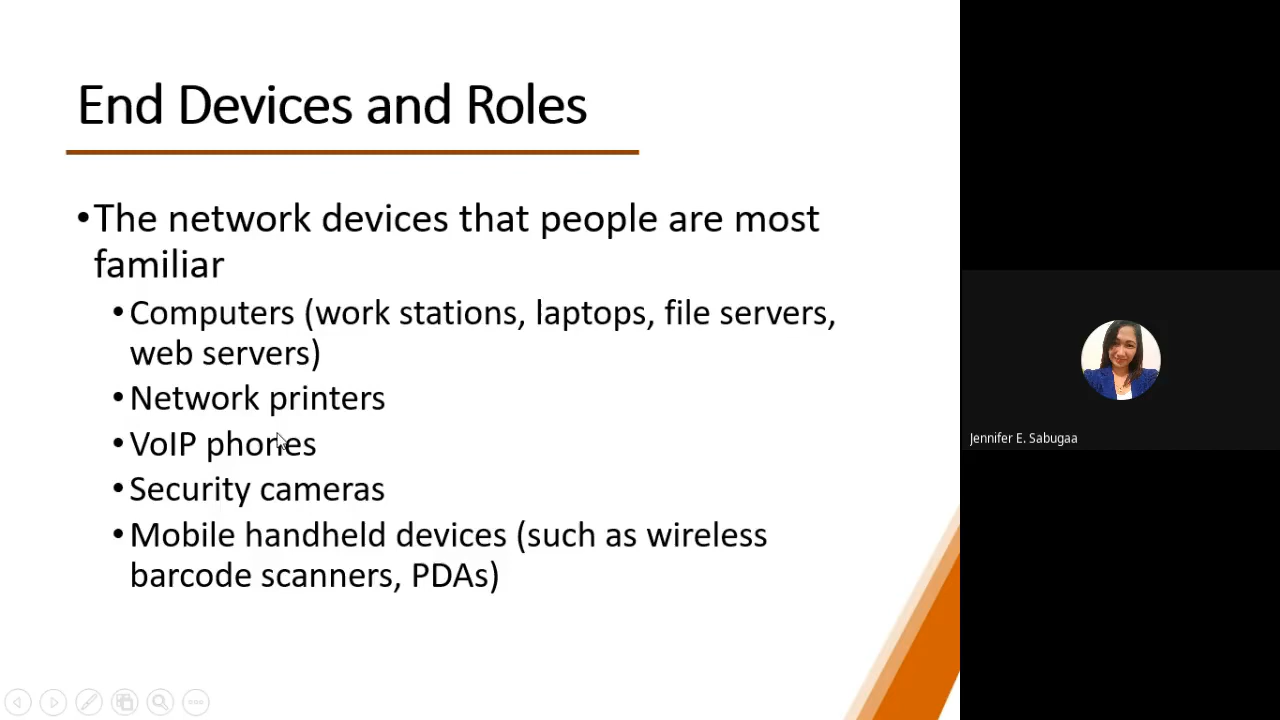 End Devices and Roles
•The network devices that people are most
familiar
•Computers (work stations, laptops, file servers,
web servers)
•Network printers
•VoIP phones
•Security cameras
•Mobile handheld devices (such as wireless
barcode scanners, PDAs)
Jennifer E. Sabugaa